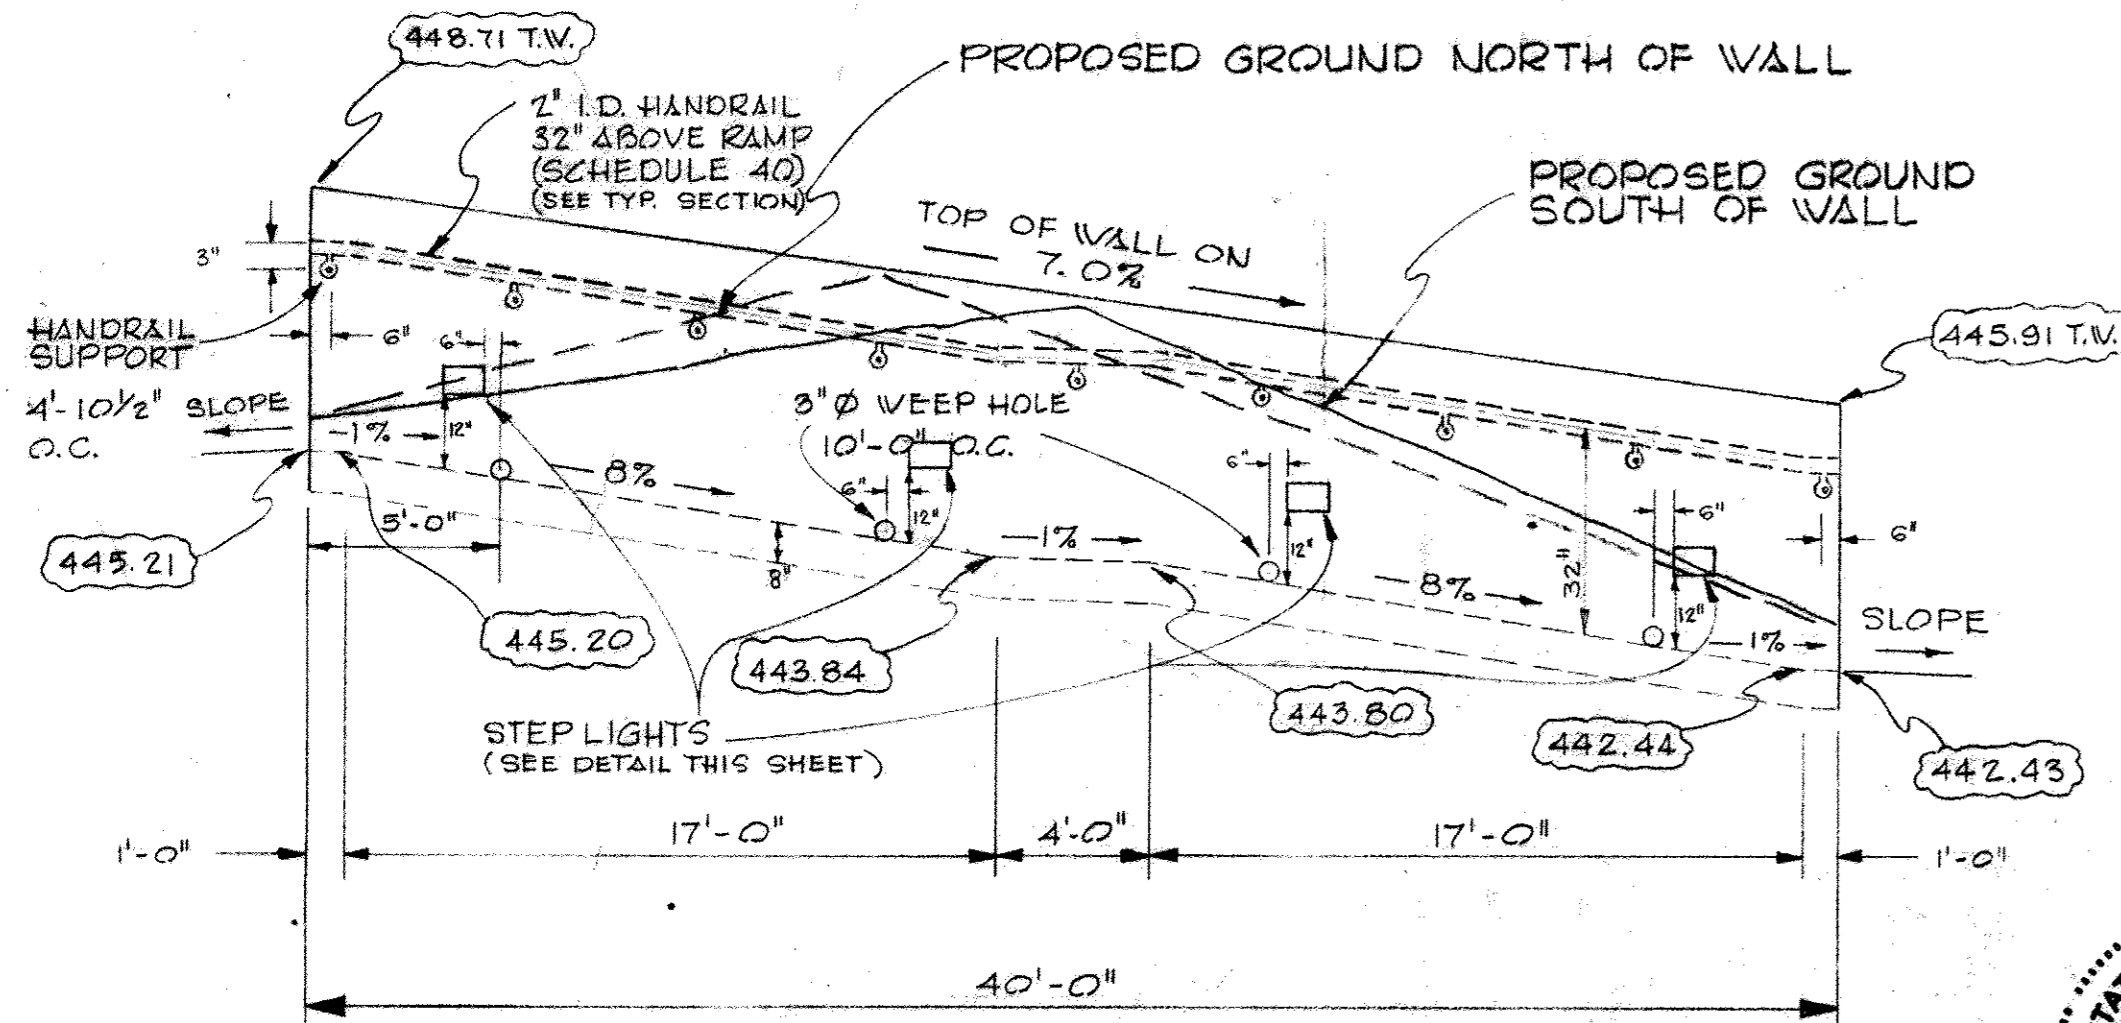 448.71 T.W.
PROPOSED GROUND NORTH OF WALL
2" I.D. HANDRAIL
32" ABOVE RAMP
(SCHEDULE 40)
(SEE TYP. SECTION)
PROPOSED GROUND
SOUTH OF WALL
TOP OF WALL ON
7.0%
3"
HANDRAIL
SUPPORT
4'-10 1/2"
O.C.
6"
6"
445.91 T.W.
SLOPE
1%
12"
3" Ø WEEP HOLE
10'-0" O.C.
8%
6"
12"
6"
12"
5'-0"
8"
1%
8%
32"
6"
12"
6"
1%
SLOPE
445.21
445.20
443.84
443.80
442.44
442.43
STEP LIGHTS
(SEE DETAIL THIS SHEET)
1'-0"
17'-0"
4'-0"
17'-0"
1'-0"
40'-0"